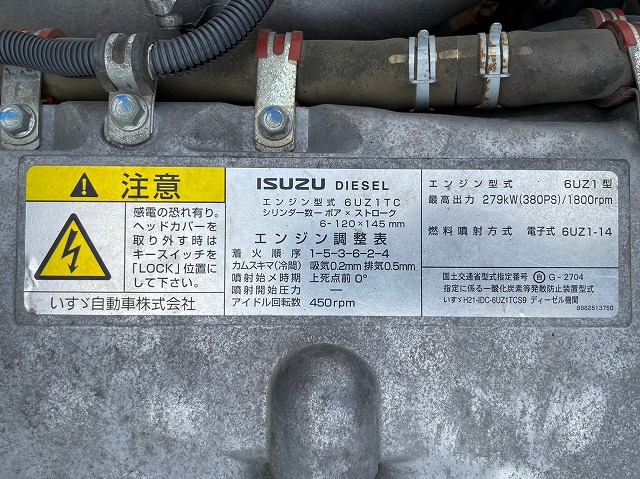 注意
感電の恐れ有り。
ヘッドカバーを
取り外す時は
キースイッチを
「LOCK」位置に
して下さい。
いすゞ自動車株式会社
ISUZU DIESEL
エンジン型式 6UZ1TC
シリンダ数ー ボア × ストローク
6-120×145mm
エンジン調整表
着火順序 1-5-3-6-2-4
カムスキマ(冷間) 吸気0.2mm 排気0.5mm
噴射始メ時期 上死点前 0°
噴射開始圧力 ー
アイドル回転数 450rpm
エンジン型式 6UZ1型
最高出力 279kW(380PS)/1800rpm
燃料噴射方式 電子式 6UZ1-14
国土交通省型式指定番号 自 G-2704
指定に係る一酸化炭素等発散防止装置型式
いすゞH21-IDC-6UZ1TCS9 ディーゼル機関
8982513750